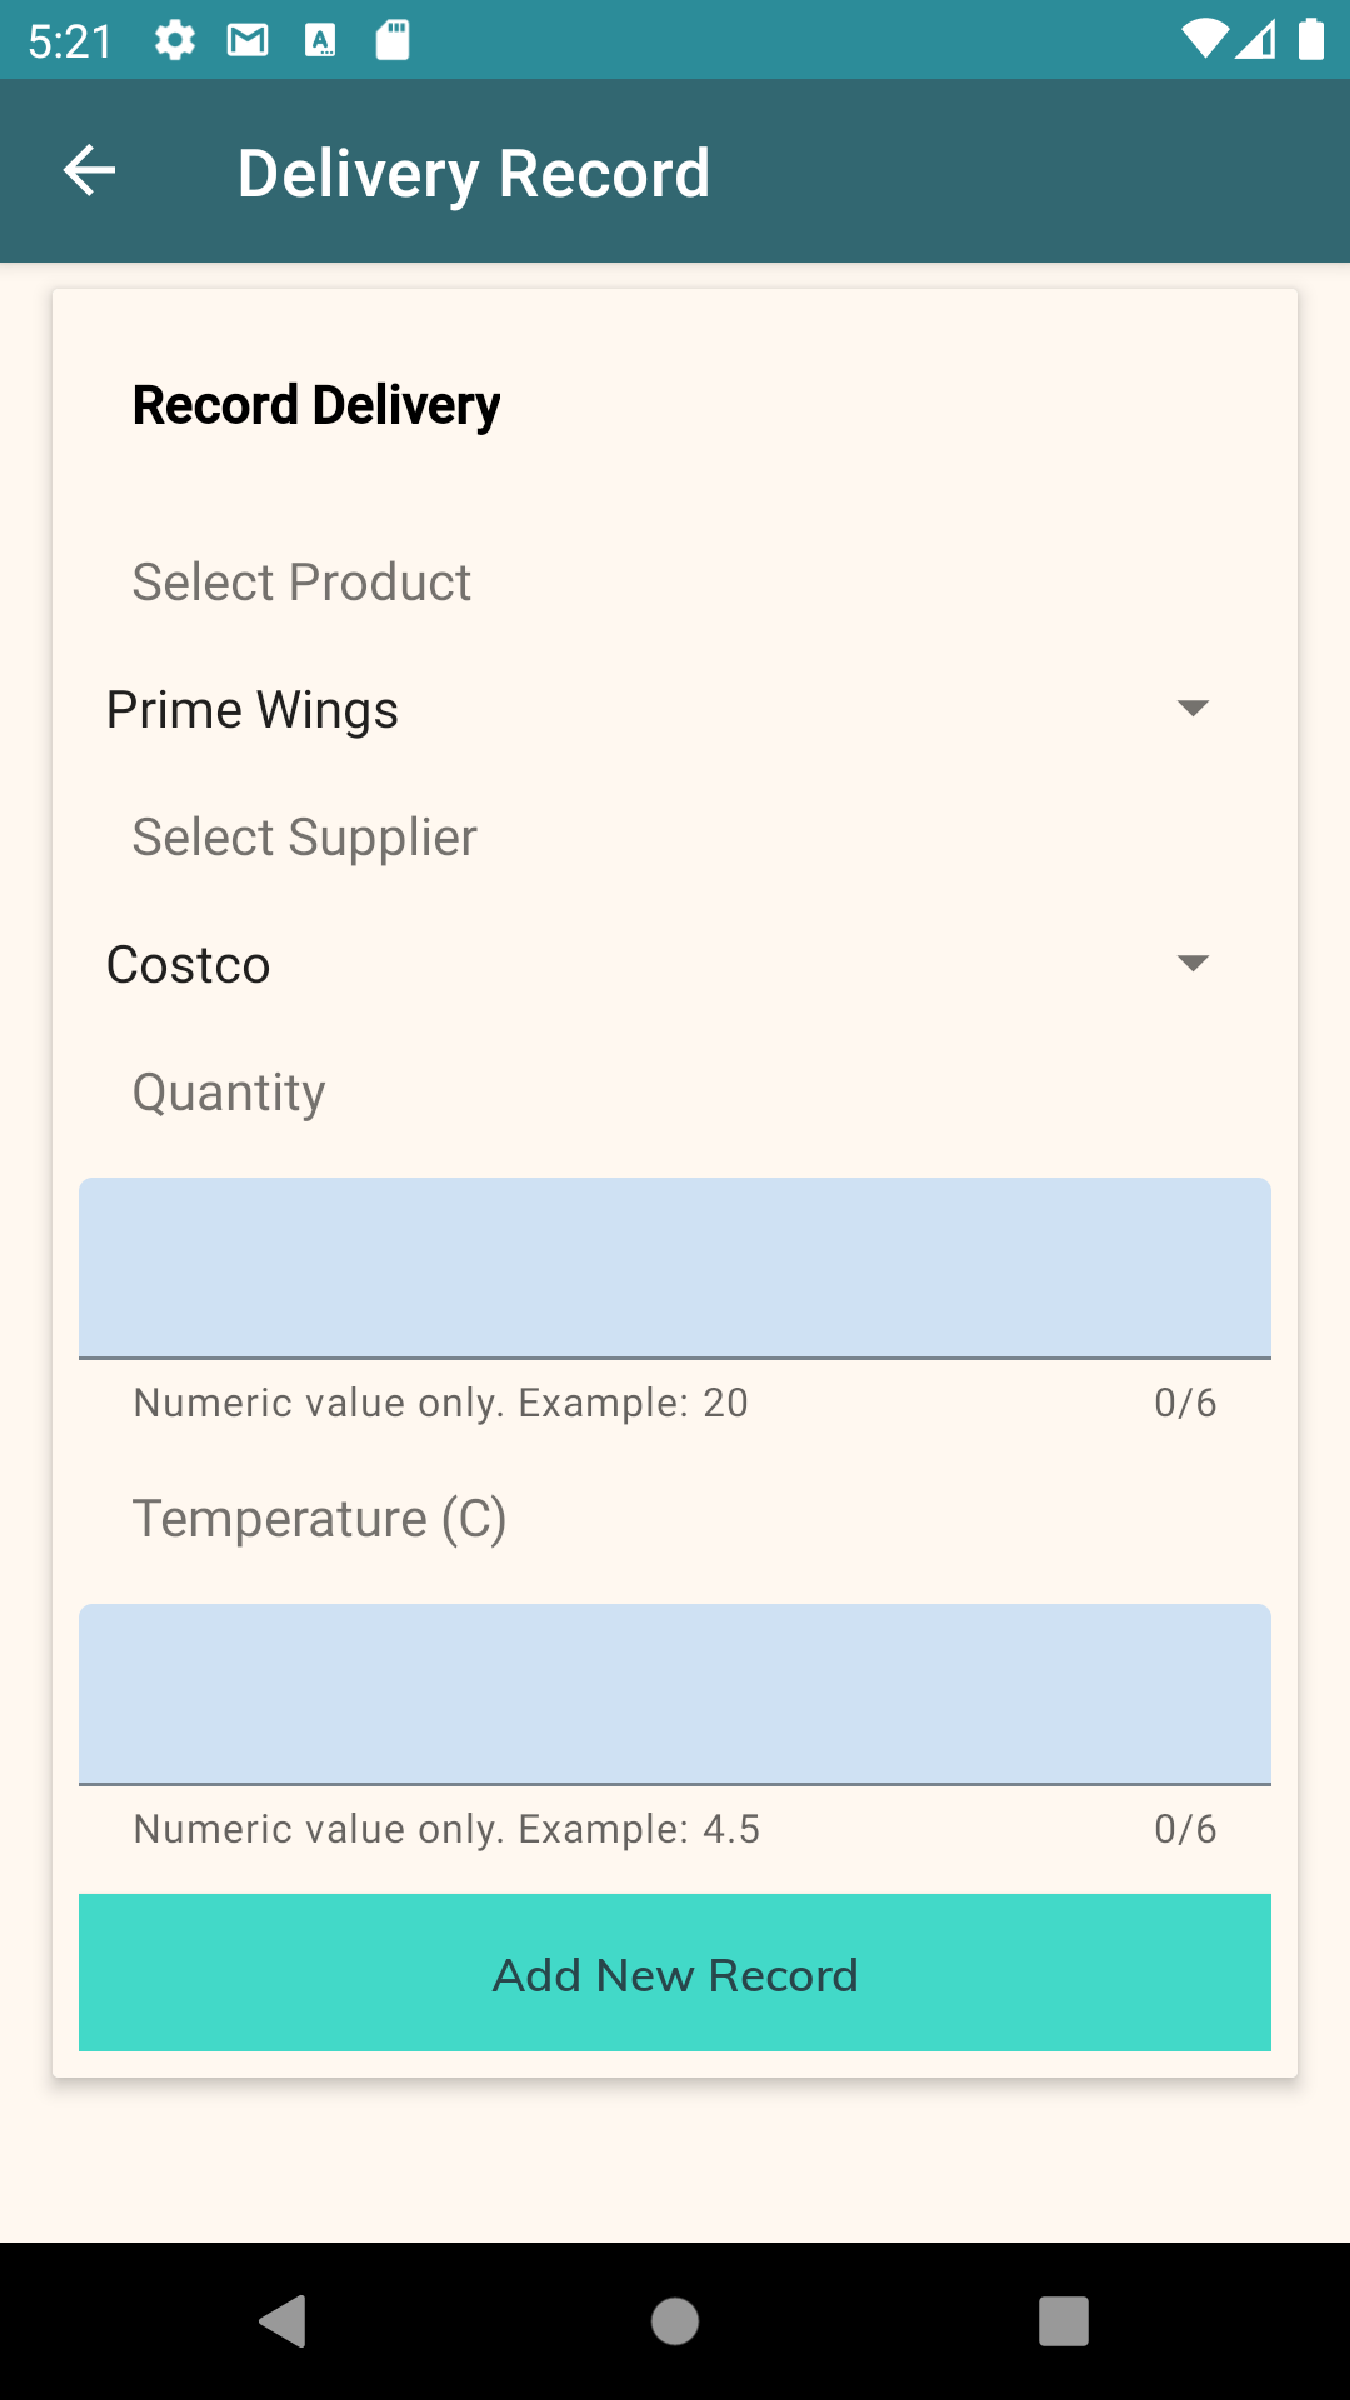 5:21
Delivery Record
Record Delivery
Select Product
Prime Wings
Select Supplier
Costco
Quantity
Numeric value only. Example: 20 0/6
Temperature (C)
Numeric value only. Example: 4.5 0/6
Add New Record